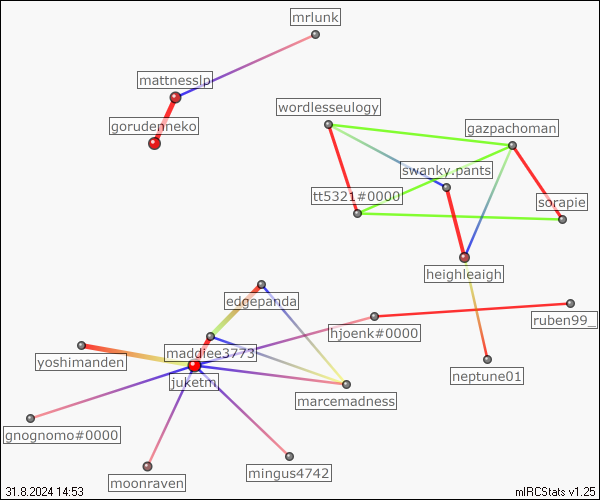 mrlunk
mattnesslp
wordlesseulogy
gorudenneko
gazpachoman
swanky.pants
tt5321#0000
sorapie
heighleaigh
edgepanda
ruben99_
hjoenk#0000
maddiee3773
yoshimanden
neptune01
juketm
marcemadness
gnognomo#0000
mingus4742
moonraven
31.8.2024 14:53
mIRCStats v1.25